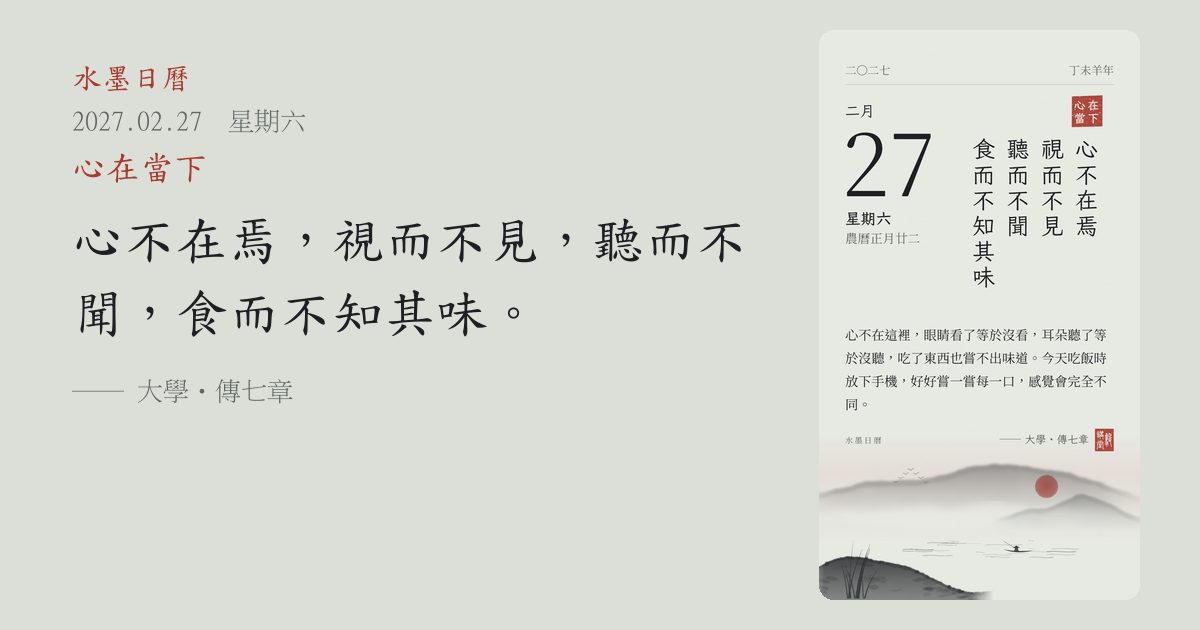 水墨日曆
2027.02.27 星期六
心在當下
心不在焉，視而不見，聽而不
聞，食而不知其味。
—— 大學・傳七章
二〇二七
丁未羊年
二月
27
星期六
農曆正月廿二
心在當下
心不在焉
視而不見
聽而不聞
食而不知其味
心不在這裡，眼睛看了等於沒看，耳朵聽了等
於沒聽，吃了東西也嘗不出味道。今天吃飯時
放下手機，好好嘗一嘗每一口，感覺會完全不
同。
水墨日曆
—— 大學・傳七章